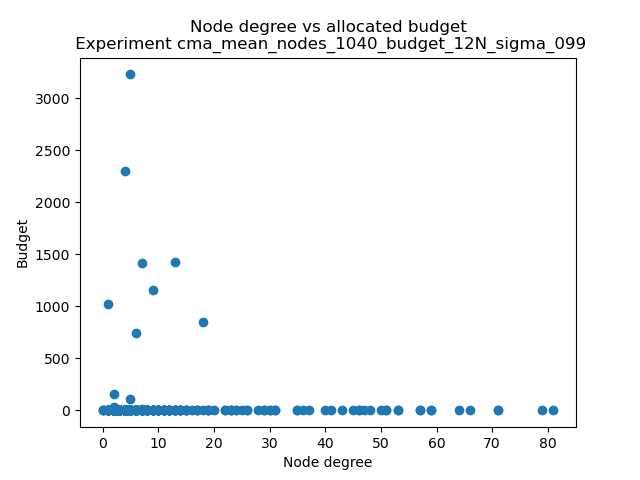 Node degree vs allocated budget
Experiment cma_mean_nodes_1040_budget_12N_sigma_099
3000
2500
2000
1500
1000
500
0
Budget
0 10 20 30 40 50 60 70 80
Node degree